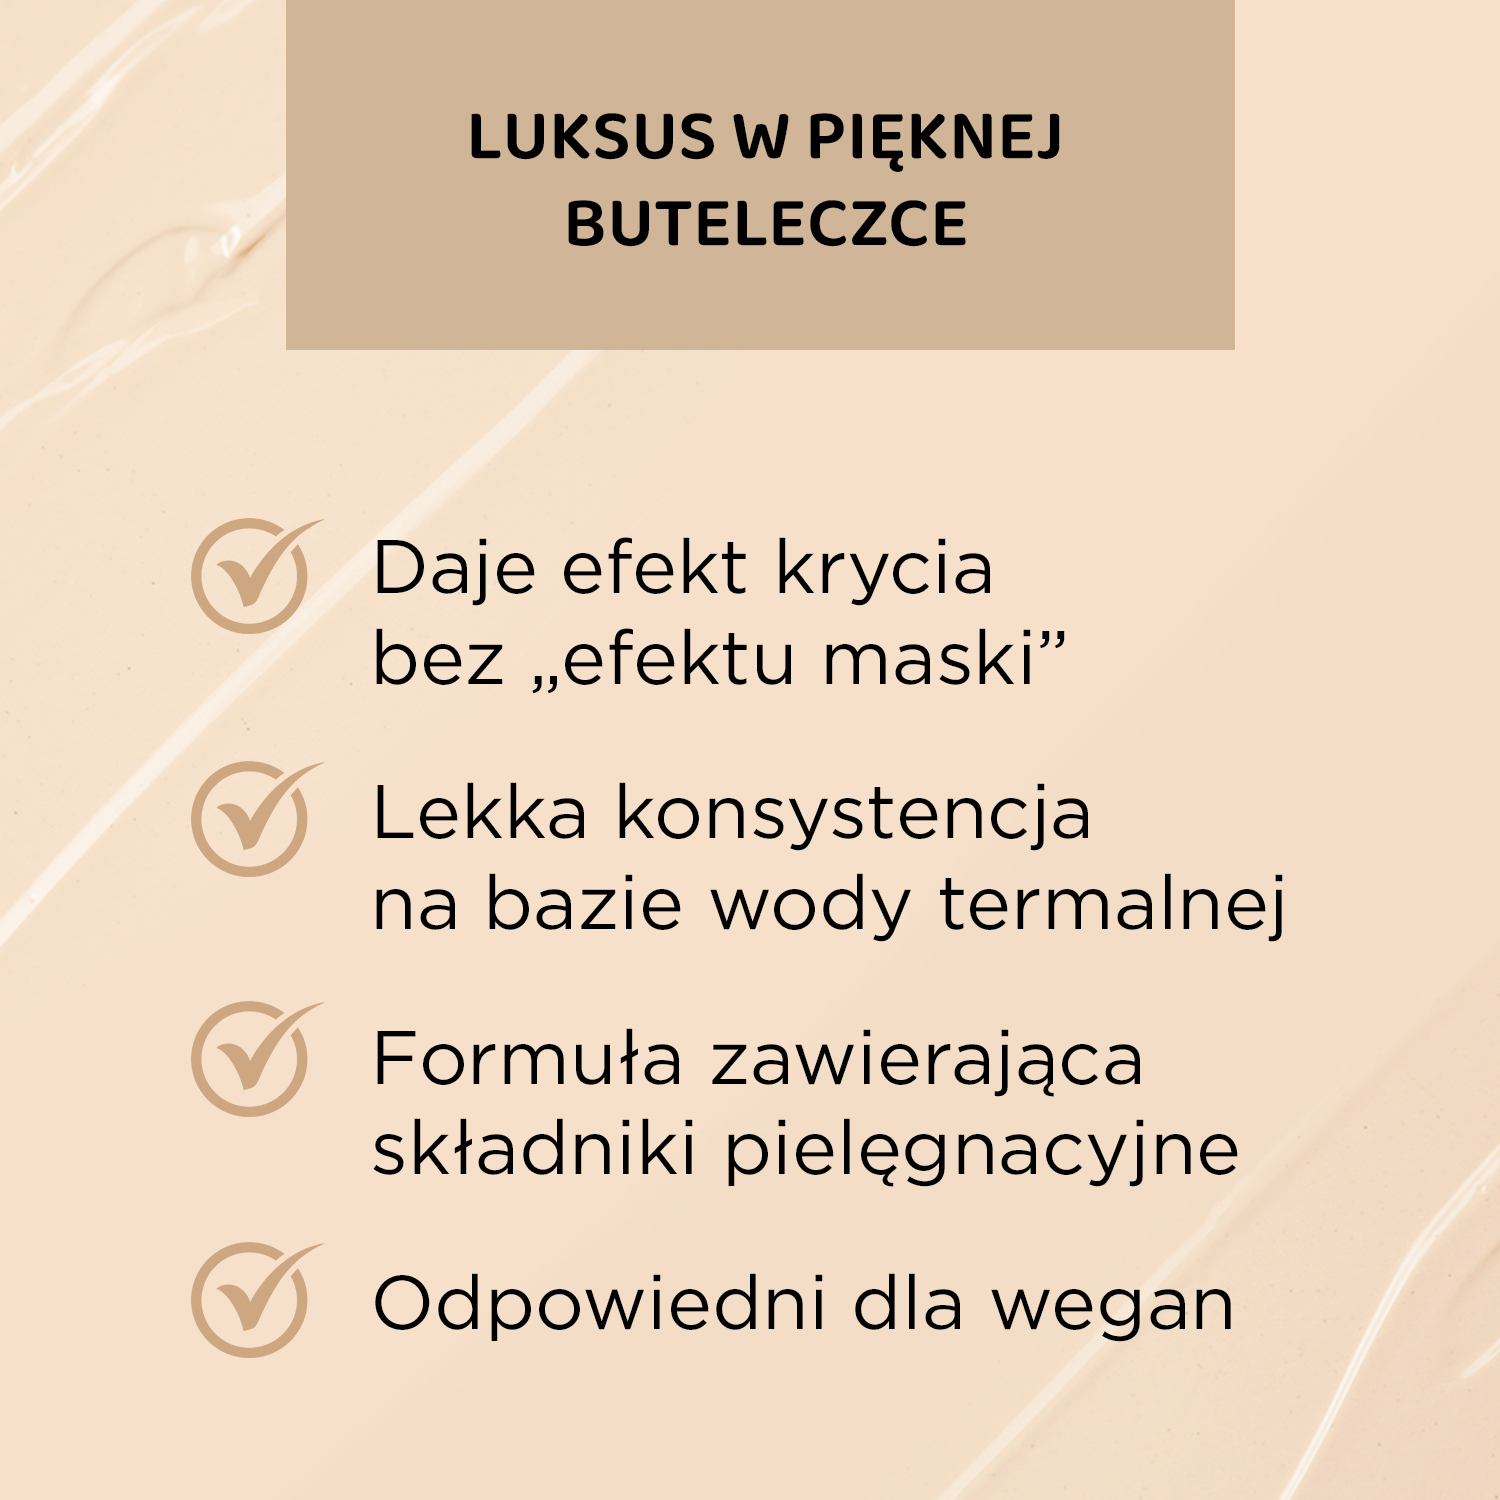 LUKSUS W PIĘKNEJ
BUTELECZCE
Daje efekt krycia
bez „efektu maski”
Lekka konsystencja
na bazie wody termalnej
Formuła zawierająca
składniki pielęgnacyjne
Odpowiedni dla wegan